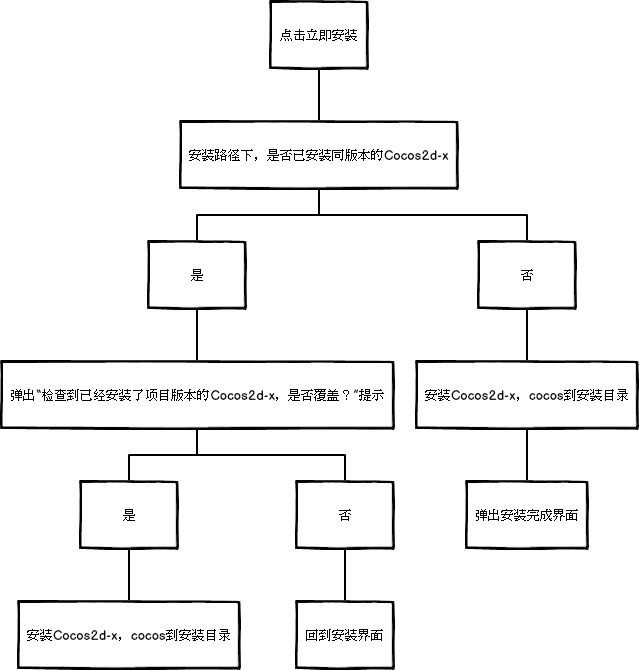 点击立即安装
安装路径下，是否已安装同版本的Cocos2d-x
是
否
弹出“检查到已经安装了项目版本的Cocos2d-x，是否覆盖？”提示
安装Cocos2d-x，cocos到安装目录
是
否
弹出安装完成界面
安装Cocos2d-x，cocos到安装目录
回到安装界面